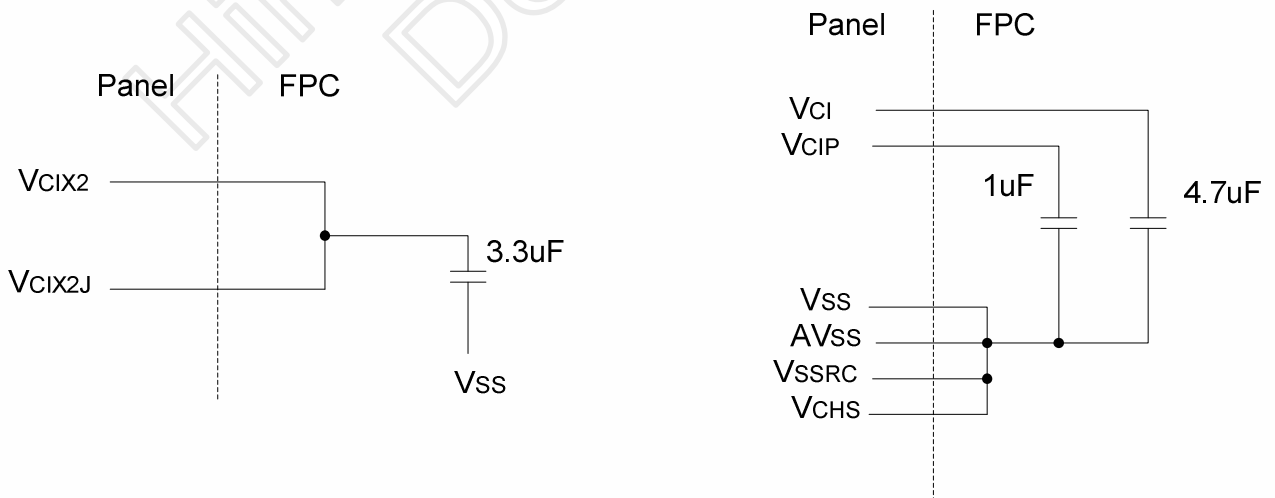 Panel FPC
VCIX2
VCIX2J
3.3uF
VSS
Panel FPC
VCI
VCIP
1uF
4.7uF
VSS
AVSS
VSSRC
VCHS